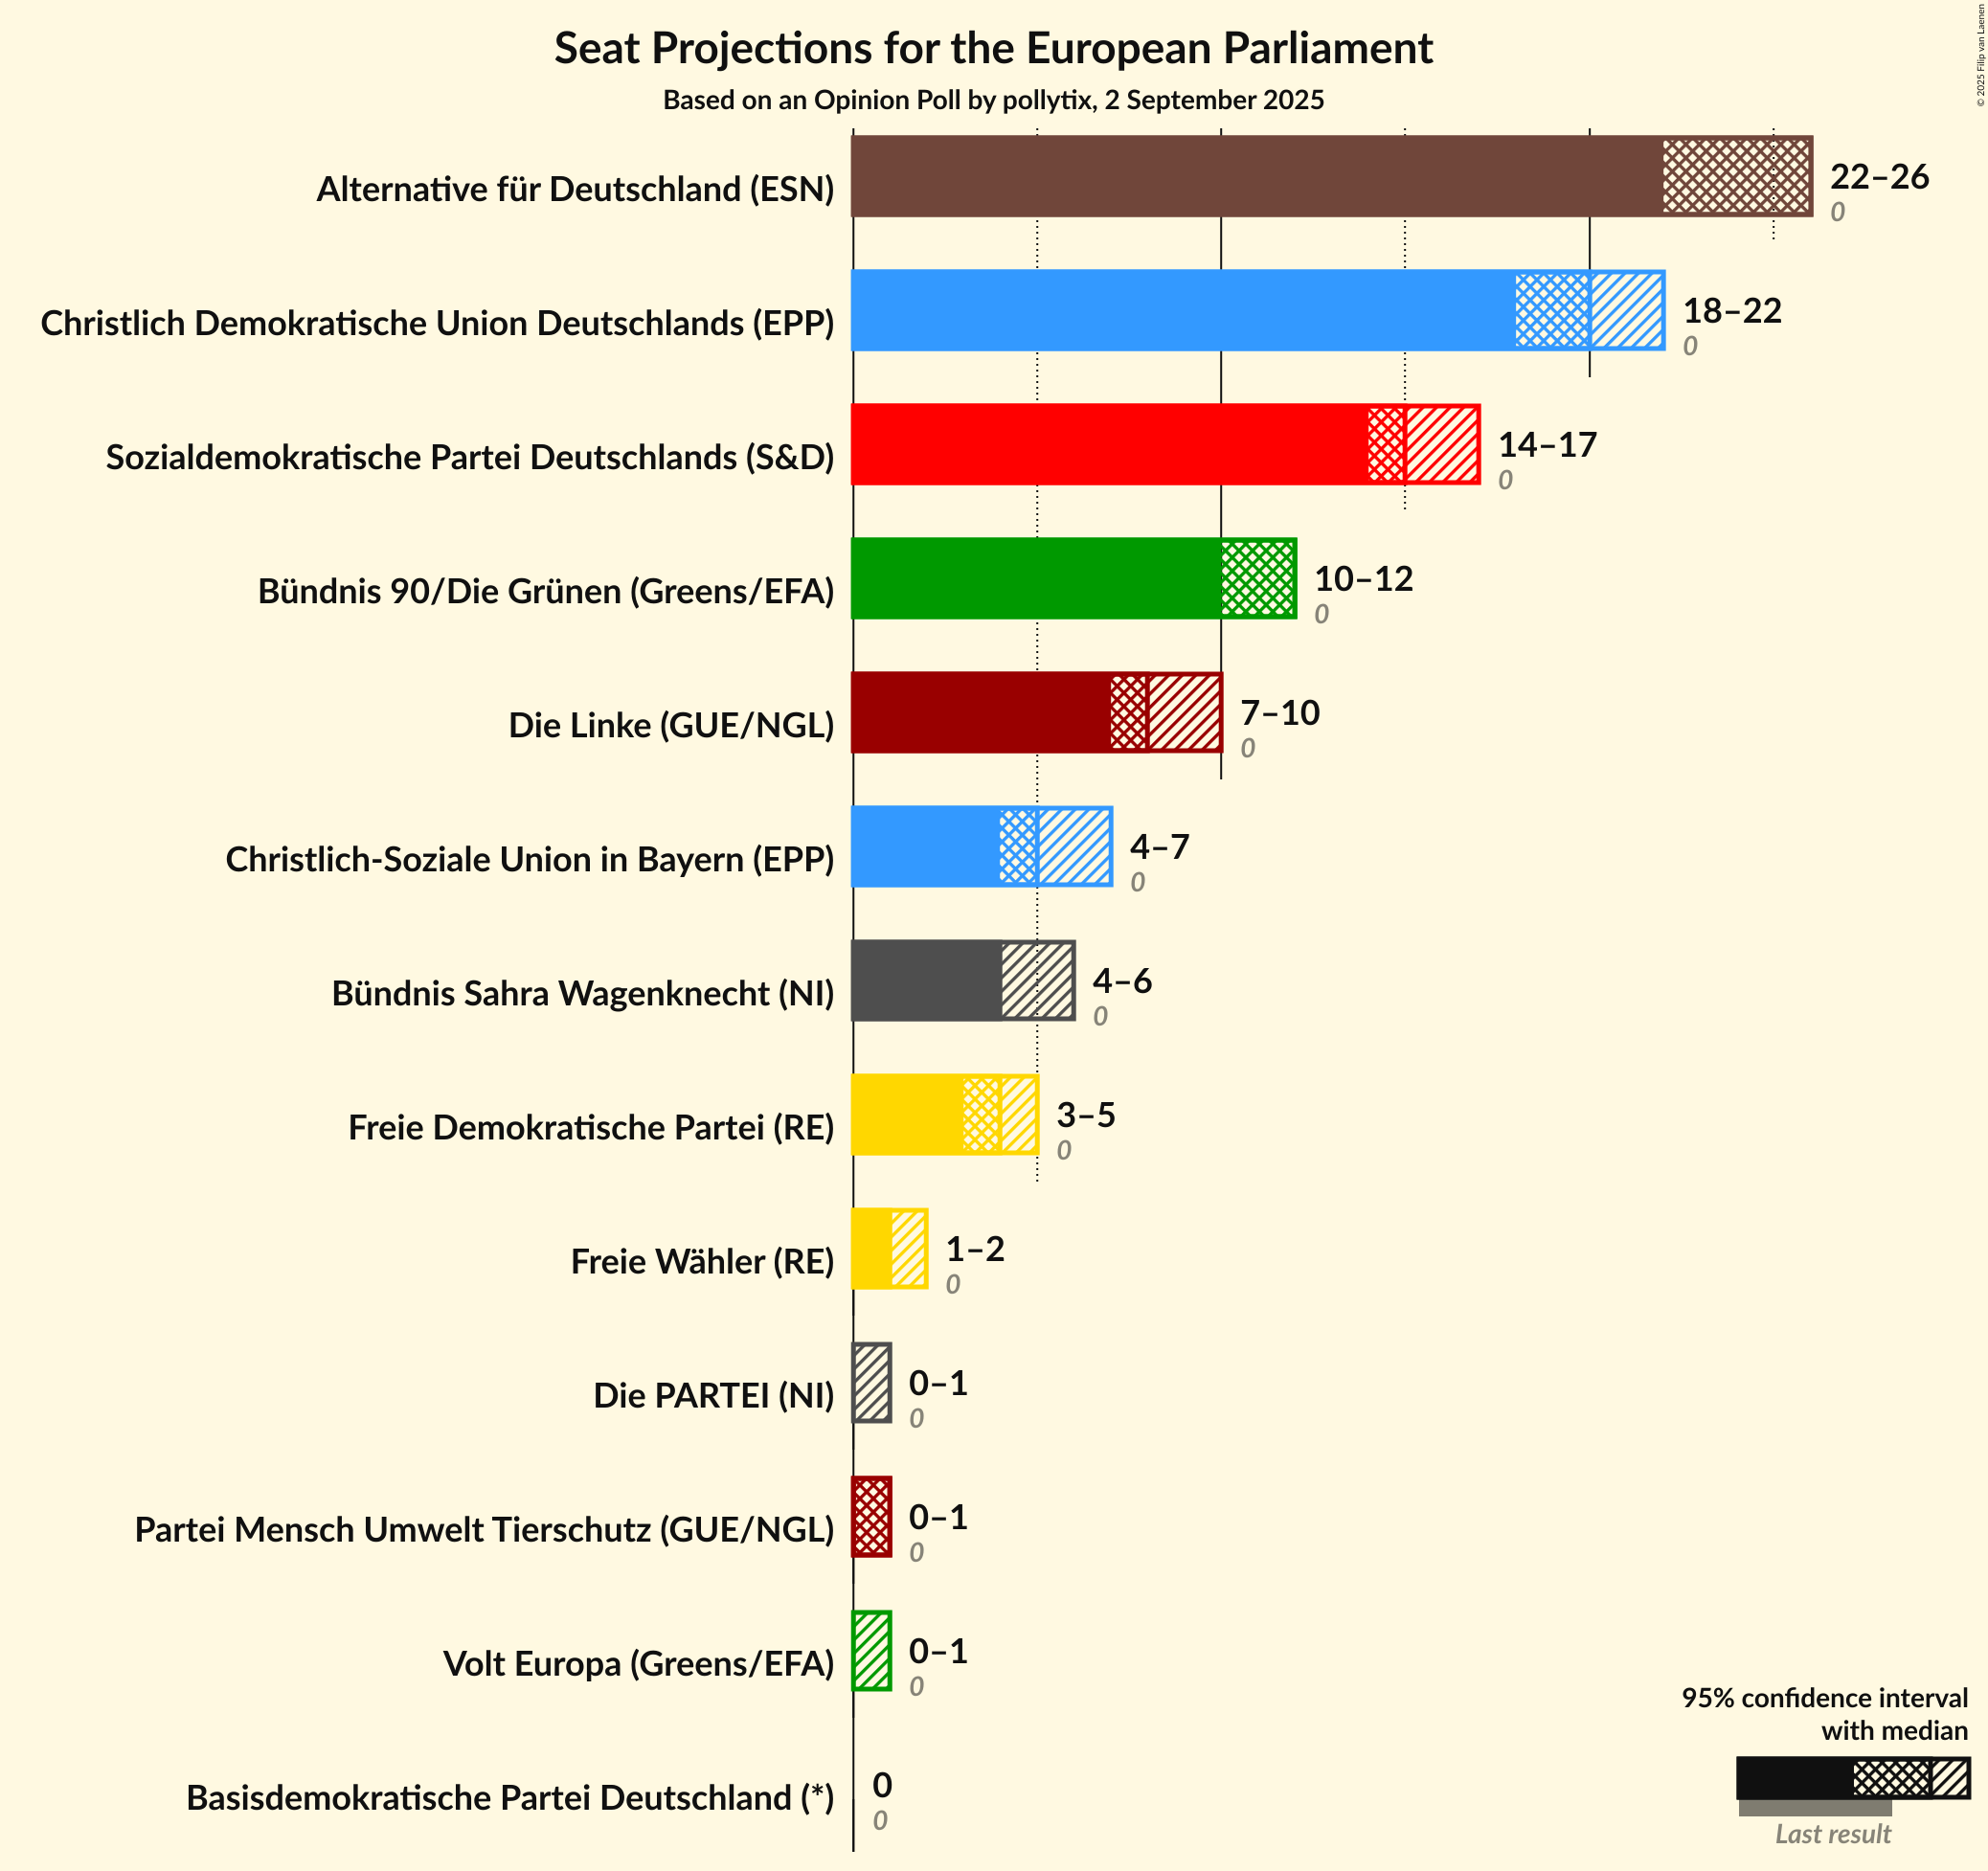 Seat Projections for the European Parliament
Based on an Opinion Poll by pollytix, 2 September 2025
© 2025 Filip van Laenen
Alternative für Deutschland (ESN)
22–26
0
Christlich Demokratische Union Deutschlands (EPP)
18–22
0
Sozialdemokratische Partei Deutschlands (S&D)
14–17
0
Bündnis 90/Die Grünen (Greens/EFA)
10–12
0
Die Linke (GUE/NGL)
7–10
0
Christlich-Soziale Union in Bayern (EPP)
4–7
0
Bündnis Sahra Wagenknecht (NI)
4–6
0
Freie Demokratische Partei (RE)
3–5
0
Freie Wähler (RE)
1–2
0
Die PARTEI (NI)
0–1
0
Partei Mensch Umwelt Tierschutz (GUE/NGL)
0–1
0
Volt Europa (Greens/EFA)
0–1
0
Basisdemokratische Partei Deutschland (*)
0
0
95% confidence interval
with median
Last result